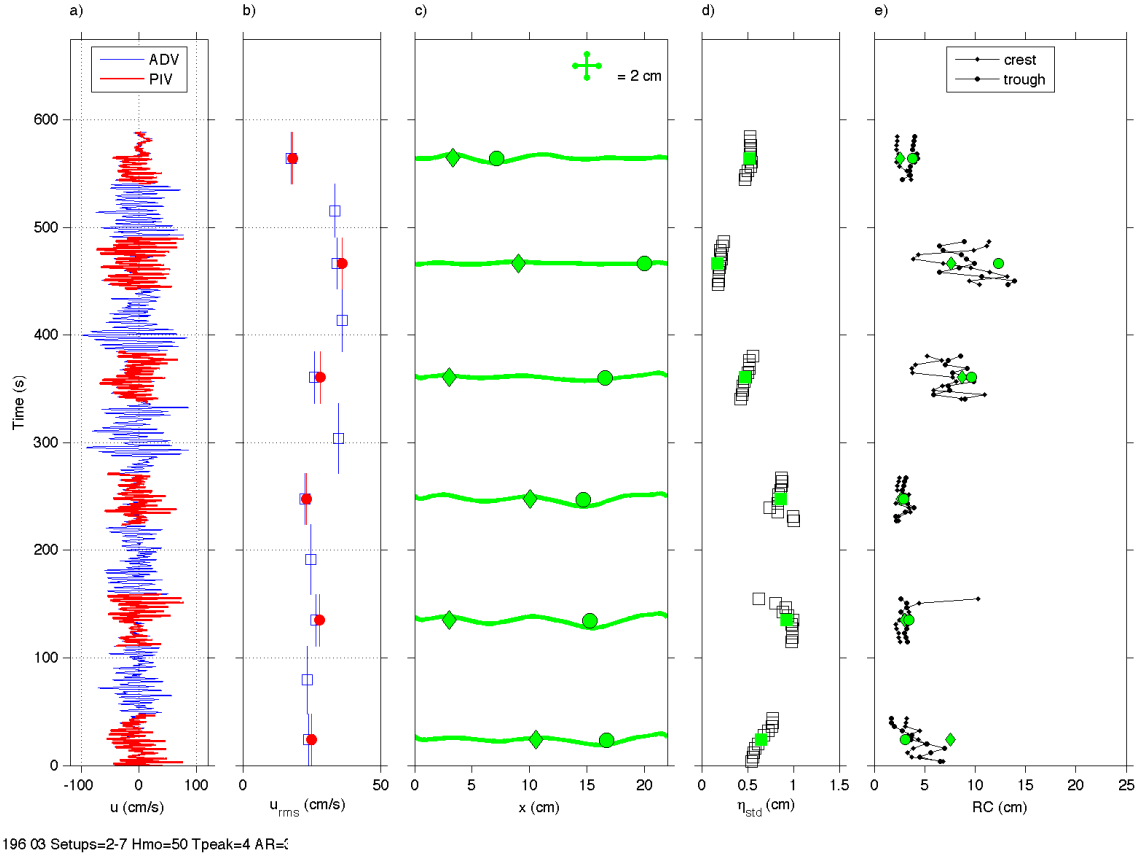 a) b) c) d) e)
ADV
PIV
= 2 cm
crest
trough
600
500
400
300
200
100
0
Time (s)
-100 0 100
0 50
0 5 10 15 20
0 0.5 1 1.5
0 5 10 15 20 25
u (cm/s)
u_rms (cm/s)
x (cm)
η_std (cm)
RC (cm)
196 03 Setups=2-7 Hmo=50 Tpeak=4 AR=